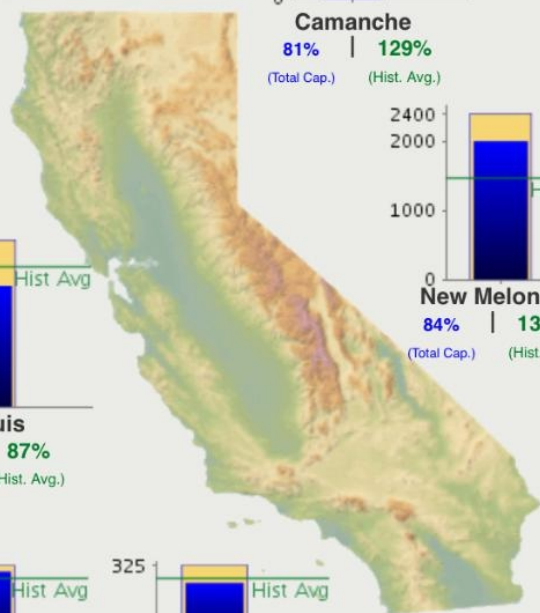 Camanche
81% | 129%
(Total Cap.) (Hist. Avg.)
2400
2000
1000
0
H
Hist Avg
New Melon
84% | 13
(Total Cap.) (Hist.
uis
87%
Hist. Avg.)
325
Hist Avg
Hist Avg